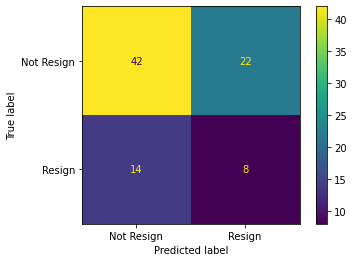 Not Resign 42 22 40
35
30
25
20
15
10
Resign 14 8
Not Resign Resign
True label
Predicted label